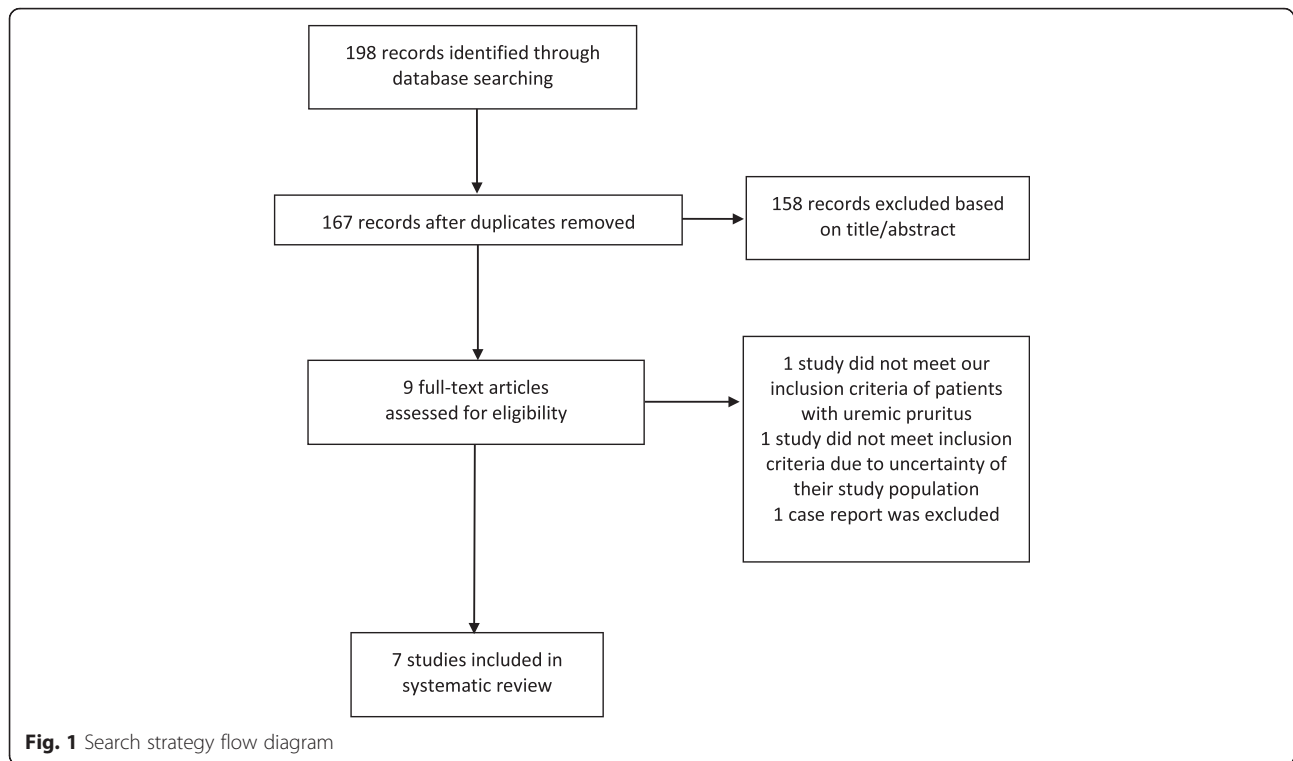 198 records identified through
database searching
167 records after duplicates removed
158 records excluded based
on title/abstract
9 full-text articles
assessed for eligibility
1 study did not meet our
inclusion criteria of patients
with uremic pruritus
1 study did not meet inclusion
criteria due to uncertainty of
their study population
1 case report was excluded
7 studies included in
systematic review
Fig. 1 Search strategy flow diagram